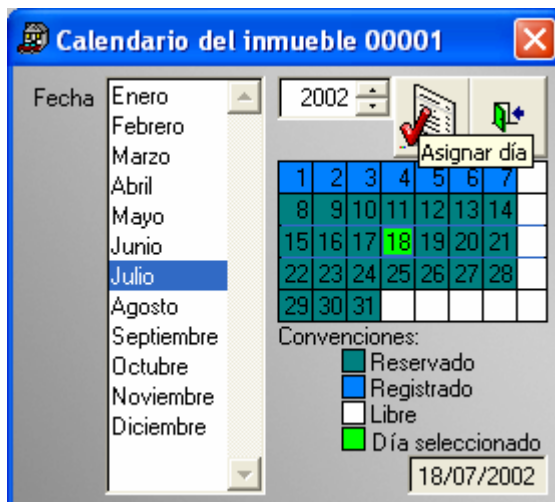 Calendario del inmueble 00001
Fecha
Enero
Febrero
Marzo
Abril
Mayo
Junio
Julio
Agosto
Septiembre
Octubre
Noviembre
Diciembre
2002
Asignar día
1 2 3 4 5 6 7
8 9 10 11 12 13 14
15 16 17 18 19 20 21
22 23 24 25 26 27 28
29 30 31
Convenciones:
Reservado
Registrado
Libre
Día seleccionado
18/07/2002